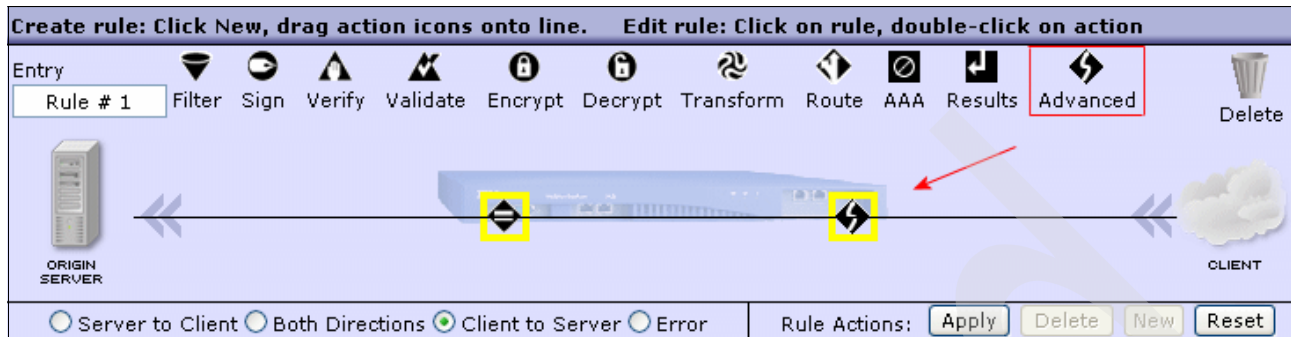 Create rule: Click New, drag action icons onto line. Edit rule: Click on rule, double-click on action
Entry
Rule # 1
Filter Sign Verify Validate Encrypt Decrypt Transform Route AAA Results Advanced
Delete
ORIGIN
SERVER
CLIENT
Server to Client Both Directions Client to Server Error
Rule Actions: Apply Delete New Reset